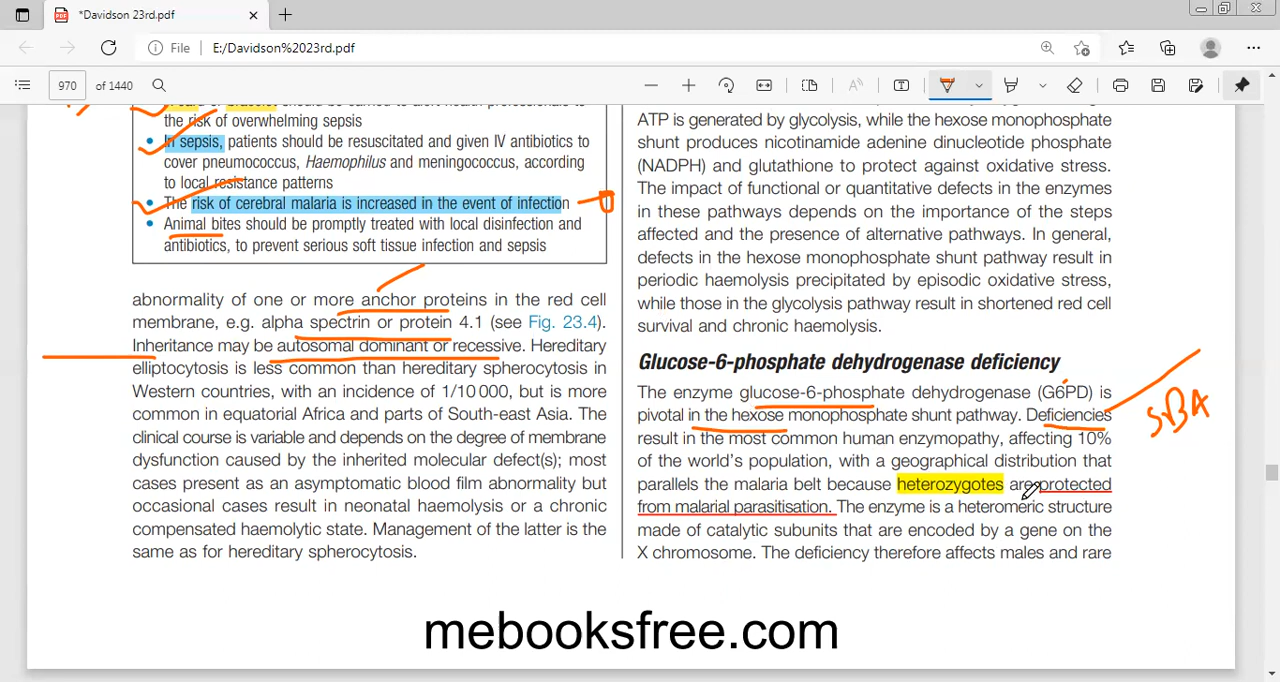 *Davidson 23rd.pdf
File
E:/Davidson%2023rd.pdf
970
of 1440
should be carried to alert health professionals to
the risk of overwhelming sepsis
• In sepsis, patients should be resuscitated and given IV antibiotics to
cover pneumococcus, Haemophilus and meningococcus, according
to local resistance patterns
• The risk of cerebral malaria is increased in the event of infection
• Animal bites should be promptly treated with local disinfection and
antibiotics, to prevent serious soft tissue infection and sepsis
abnormality of one or more anchor proteins in the red cell
membrane, e.g. alpha spectrin or protein 4.1 (see Fig. 23.4).
Inheritance may be autosomal dominant or recessive. Hereditary
elliptocytosis is less common than hereditary spherocytosis in
Western countries, with an incidence of 1/10 000, but is more
common in equatorial Africa and parts of South-east Asia. The
clinical course is variable and depends on the degree of membrane
dysfunction caused by the inherited molecular defect(s); most
cases present as an asymptomatic blood film abnormality but
occasional cases result in neonatal haemolysis or a chronic
compensated haemolytic state. Management of the latter is the
same as for hereditary spherocytosis.
ATP is generated by glycolysis, while the hexose monophosphate
shunt produces nicotinamide adenine dinucleotide phosphate
(NADPH) and glutathione to protect against oxidative stress.
The impact of functional or quantitative defects in the enzymes
in these pathways depends on the importance of the steps
affected and the presence of alternative pathways. In general,
defects in the hexose monophosphate shunt pathway result in
periodic haemolysis precipitated by episodic oxidative stress,
while those in the glycolysis pathway result in shortened red cell
survival and chronic haemolysis.
Glucose-6-phosphate dehydrogenase deficiency
The enzyme glucose-6-phosphate dehydrogenase (G6PD) is
pivotal in the hexose monophosphate shunt pathway. Deficiencies
result in the most common human enzymopathy, affecting 10%
of the world's population, with a geographical distribution that
parallels the malaria belt because heterozygotes are protected
from malarial parasitisation. The enzyme is a heteromeric structure
made of catalytic subunits that are encoded by a gene on the
X chromosome. The deficiency therefore affects males and rare
SBA
mebooksfree.com